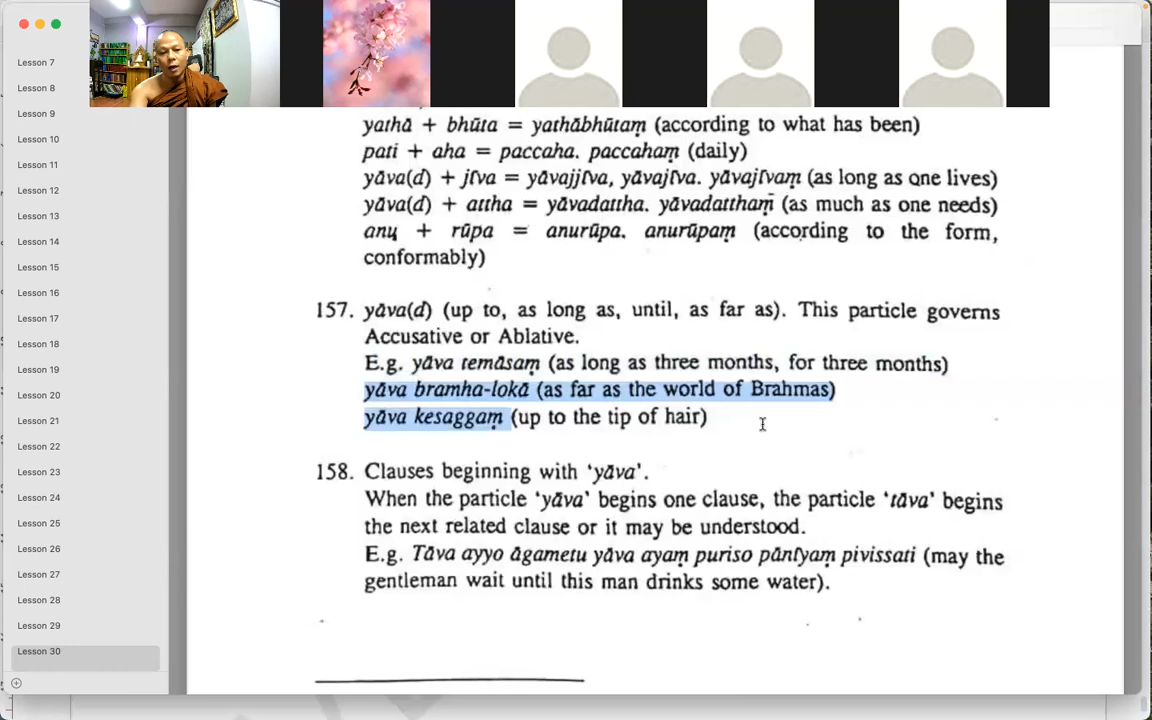 Lesson 7
Lesson 8
Lesson 9
Lesson 10
Lesson 11
Lesson 12
Lesson 13
Lesson 14
Lesson 15
Lesson 16
Lesson 17
Lesson 18
Lesson 19
Lesson 20
Lesson 21
Lesson 22
Lesson 23
Lesson 24
Lesson 25
Lesson 26
Lesson 27
Lesson 28
Lesson 29
Lesson 30
yathā + bhūta = yathābhūtaṃ (according to what has been)
pati + aha = paccaha. paccahaṃ (daily)
yāva(d) + jīva = yāvajjīva, yāvajīva. yāvajīvaṃ (as long as one lives)
yāva(d) + attha = yāvadattha. yāvadatthaṃ (as much as one needs)
anu + rūpa = anurūpa. anurūpaṃ (according to the form,
conformably)
157. yāva(d) (up to, as long as, until, as far as). This particle governs
Accusative or Ablative.
E.g. yāva temāsaṃ (as long as three months, for three months)
yāva bramha-lokā (as far as the world of Brahmas)
yāva kesaggaṃ (up to the tip of hair)
158. Clauses beginning with ‘yāva’.
When the particle ‘yāva’ begins one clause, the particle ‘tāva’ begins
the next related clause or it may be understood.
E.g. Tāva ayyo āgametu yāva ayaṃ puriso pānīyaṃ pivissati (may the
gentleman wait until this man drinks some water).